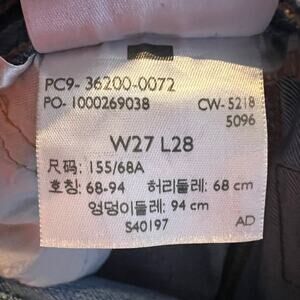 PC9- 36200-0072
PO- 1000269038 CW- 5218
5096
W27 L28
尺码: 155/68A
호칭: 68-94 허리둘레: 68 cm
엉덩이둘레: 94 cm
S40197 AD